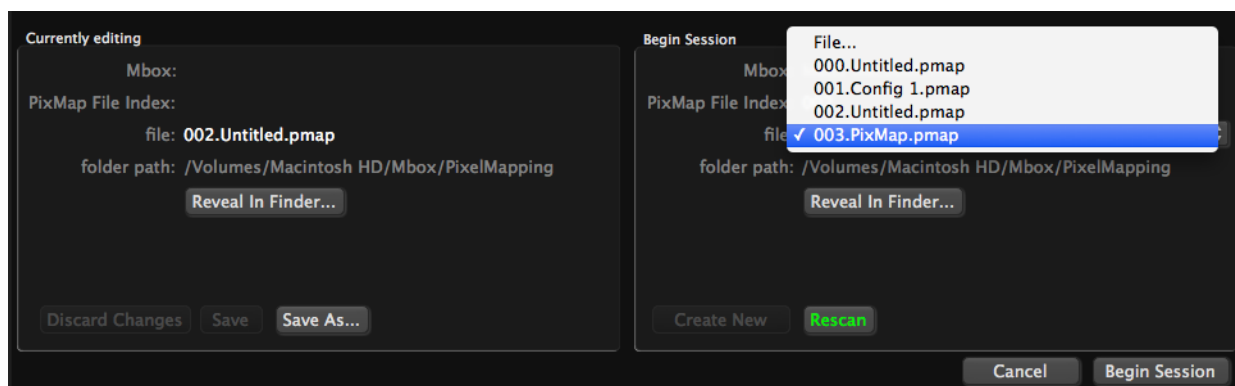 Currently editing
Mbox:
PixMap File Index:
file: 002.Untitled.pmap
folder path: /Volumes/Macintosh HD/Mbox/PixelMapping
Reveal In Finder...
Discard Changes Save Save As...
Begin Session
Mbox
PixMap File Index
file
File...
000.Untitled.pmap
001.Config 1.pmap
002.Untitled.pmap
✓ 003.PixMap.pmap
folder path: /Volumes/Macintosh HD/Mbox/PixelMapping
Reveal In Finder...
Create New Rescan
Cancel Begin Session